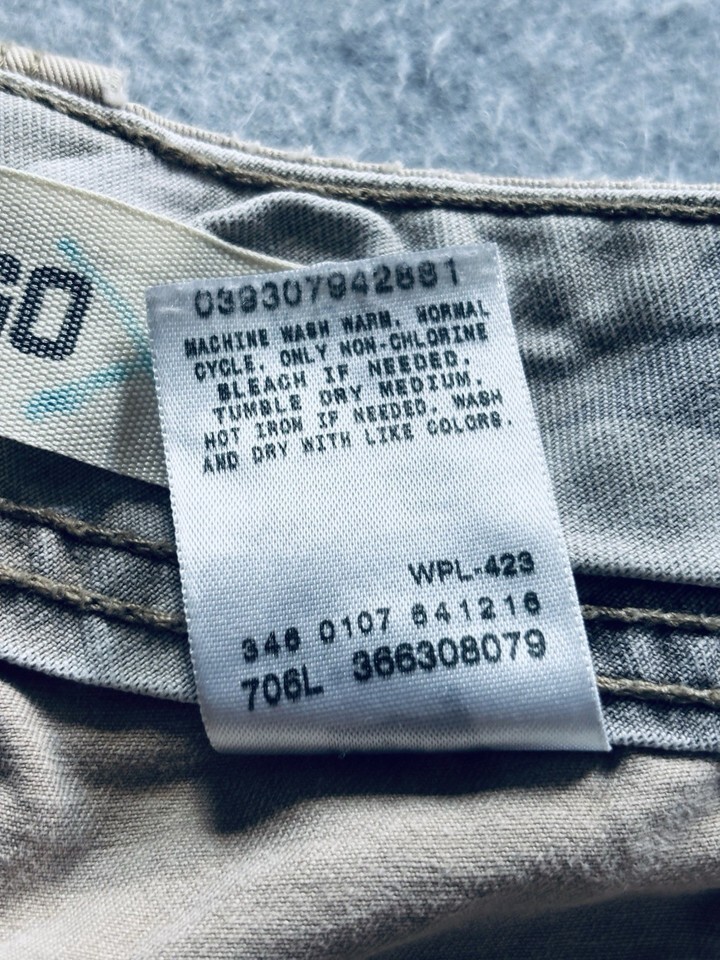 GO
039307942881
MACHINE WASH WARM, NORMAL
CYCLE, ONLY NON-CHLORINE
BLEACH IF NEEDED.
TUMBLE DRY MEDIUM.
HOT IRON IF NEEDED. WASH
AND DRY WITH LIKE COLORS.
WPL-423
346 0107 641216
706L 366308079